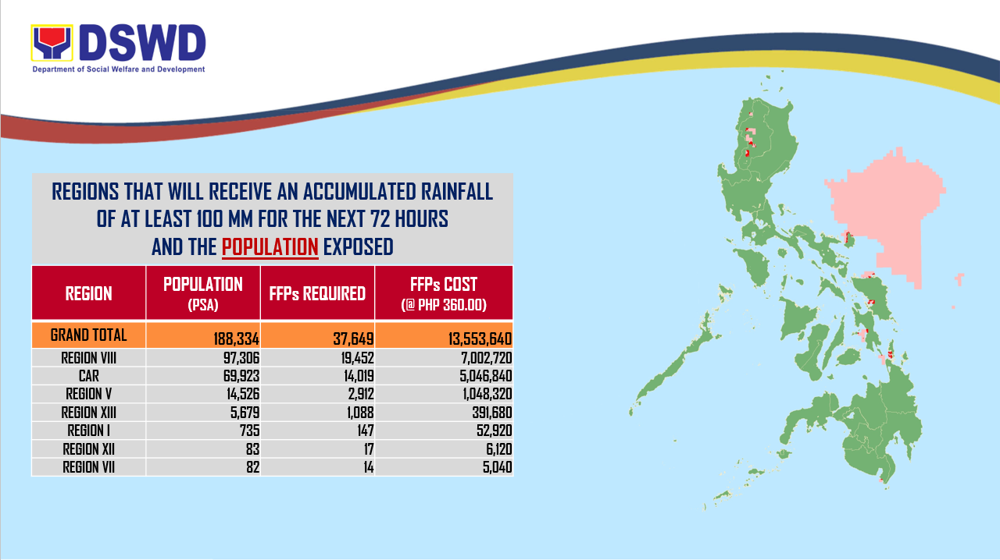 DSWD
Department of Social Welfare and Development
REGIONS THAT WILL RECEIVE AN ACCUMULATED RAINFALL
OF AT LEAST 100 MM FOR THE NEXT 72 HOURS
AND THE POPULATION EXPOSED
REGION POPULATION (PSA) FFPs REQUIRED FFPs COST (@ PHP 360.00)
GRAND TOTAL 188,334 37,649 13,553,640
REGION VIII 97,306 19,452 7,002,720
CAR 69,923 14,019 5,046,840
REGION V 14,526 2,912 1,048,320
REGION XIII 5,679 1,088 391,680
REGION I 735 147 52,920
REGION XII 83 17 6,120
REGION VII 82 14 5,040